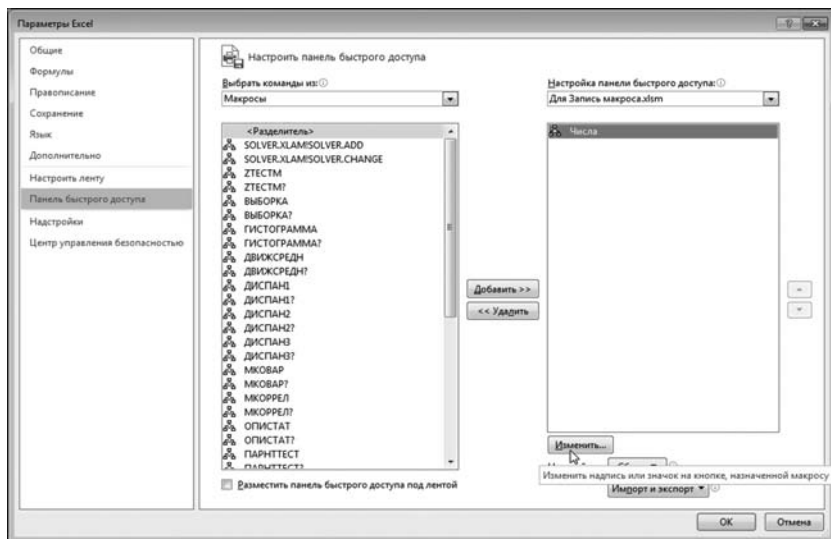 Параметры Excel
Общие
Формулы
Правописание
Сохранение
Язык
Дополнительно
Настроить ленту
Панель быстрого доступа
Надстройки
Центр управления безопасностью
Настроить панель быстрого доступа
Выбрать команды из:
Макросы
<Разделитель>
SOLVER.XLAM!SOLVER.ADD
SOLVER.XLAM!SOLVER.CHANGE
ZТЕСТМ
ZТЕСТМ?
ВЫБОРКА
ВЫБОРКА?
ГИСТОГРАММА
ГИСТОГРАММА?
ДВИЖСРЕДН
ДВИЖСРЕДН?
ДИСПАН1
ДИСПАН1?
ДИСПАН2
ДИСПАН2?
ДИСПАН3
ДИСПАН3?
МКОВАР
МКОВАР?
МКОРРЕЛ
МКОРРЕЛ?
ОПИСТАТ
ОПИСТАТ?
ПАРНТТЕСТ
ПАРНТТЕСТ?
Разместить панель быстрого доступа под лентой
Добавить >>
<< Удалить
Настройка панели быстрого доступа:
Для Запись макроса.xlsm
Числа
Изменить...
Изменить надпись или значок на кнопке, назначенной макросу
Импорт и экспорт
ОК
Отмена